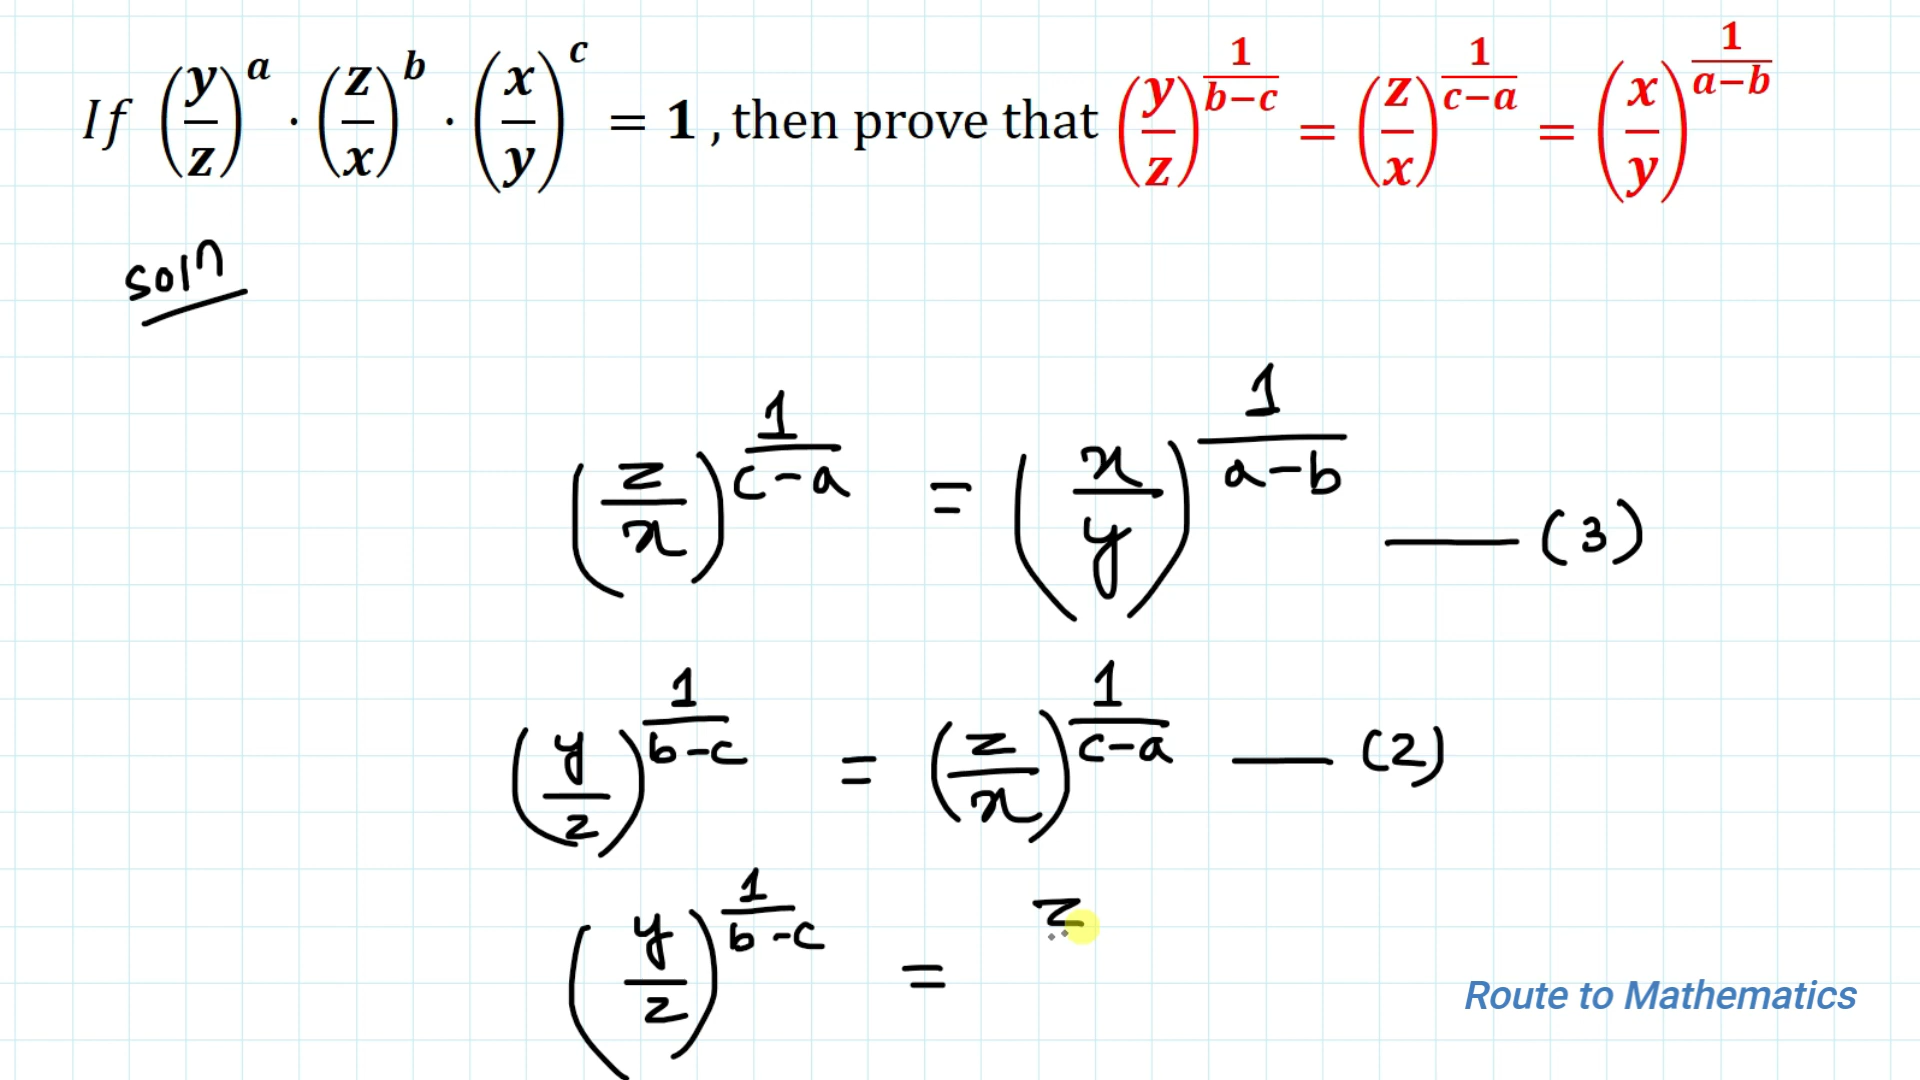 If (y/z)^a · (z/x)^b · (x/y)^c = 1 , then prove that (y/z)^(1/(b−c)) = (z/x)^(1/(c−a)) = (x/y)^(1/(a−b))
soln
(z/x)^(1/(c−a)) = (x/y)^(1/(a−b)) — (3)
(y/z)^(1/(b−c)) = (z/x)^(1/(c−a)) — (2)
(y/z)^(1/(b−c)) = z
Route to Mathematics